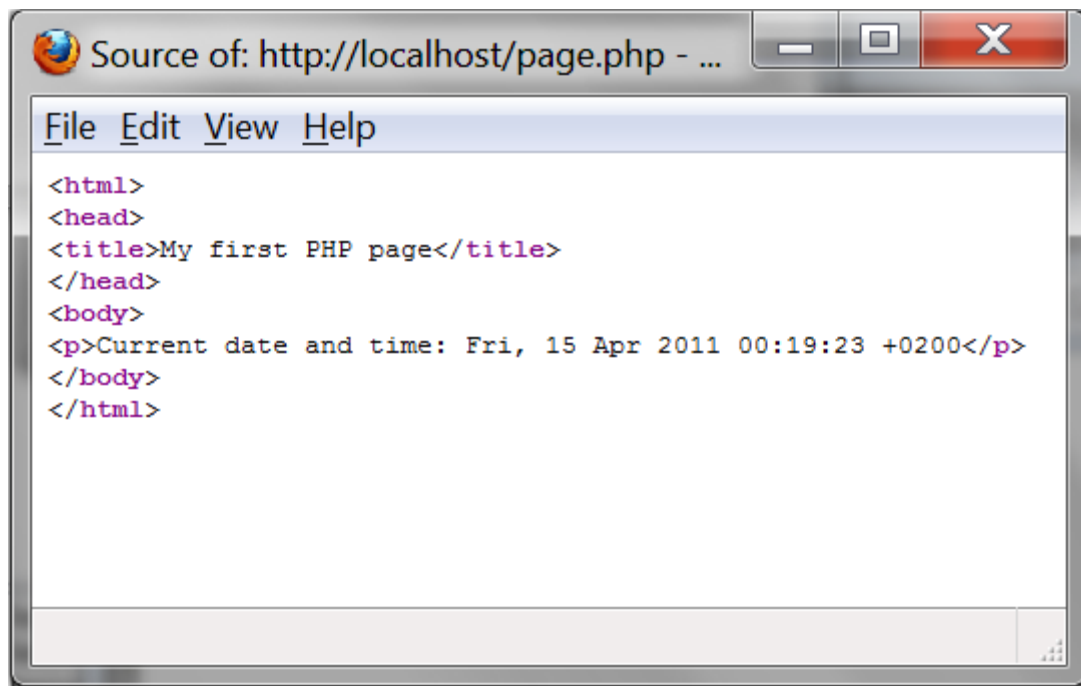 Source of: http://localhost/page.php - ...
File Edit View Help
<html>
<head>
<title>My first PHP page</title>
</head>
<body>
<p>Current date and time: Fri, 15 Apr 2011 00:19:23 +0200</p>
</body>
</html>